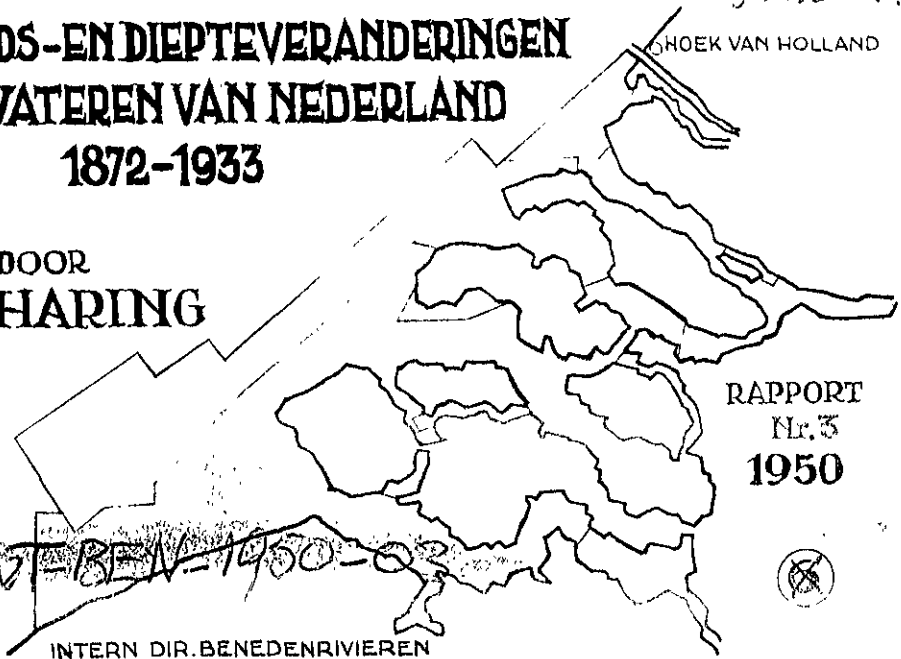 DS-EN DIEPTEVERANDERINGEN
HOEK VAN HOLLAND
WATEREN VAN NEDERLAND
1872-1933
DOOR
HARING
RAPPORT
Nr. 3
1950
INTERN DIR. BENEDENRIVIEREN